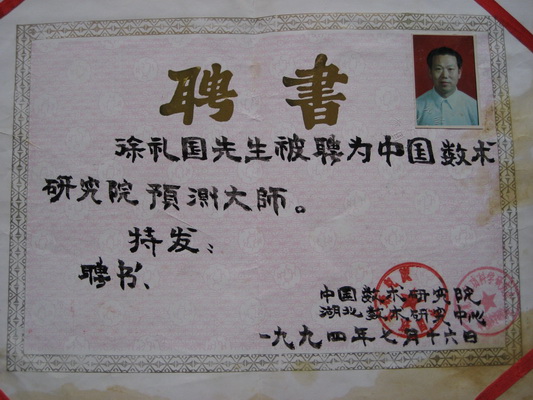 聘書
徐礼国先生被聘为中国数术
研究院預測大师。
特发：
聘书、
中国数术研究院
湖北数术研究中心
一九九四年七月十六日